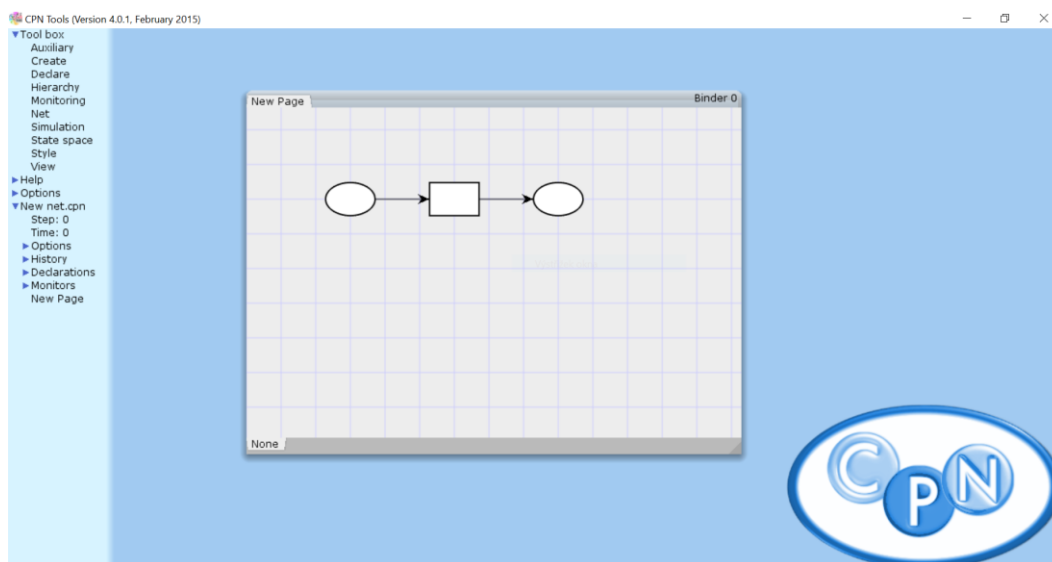 CPN Tools (Version 4.0.1, February 2015)
Tool box
Auxiliary
Create
Declare
Hierarchy
Monitoring
Net
Simulation
State space
Style
View
Help
Options
New net.cpn
Step: 0
Time: 0
Options
History
Declarations
Monitors
New Page
New Page
Binder 0
None
CPN